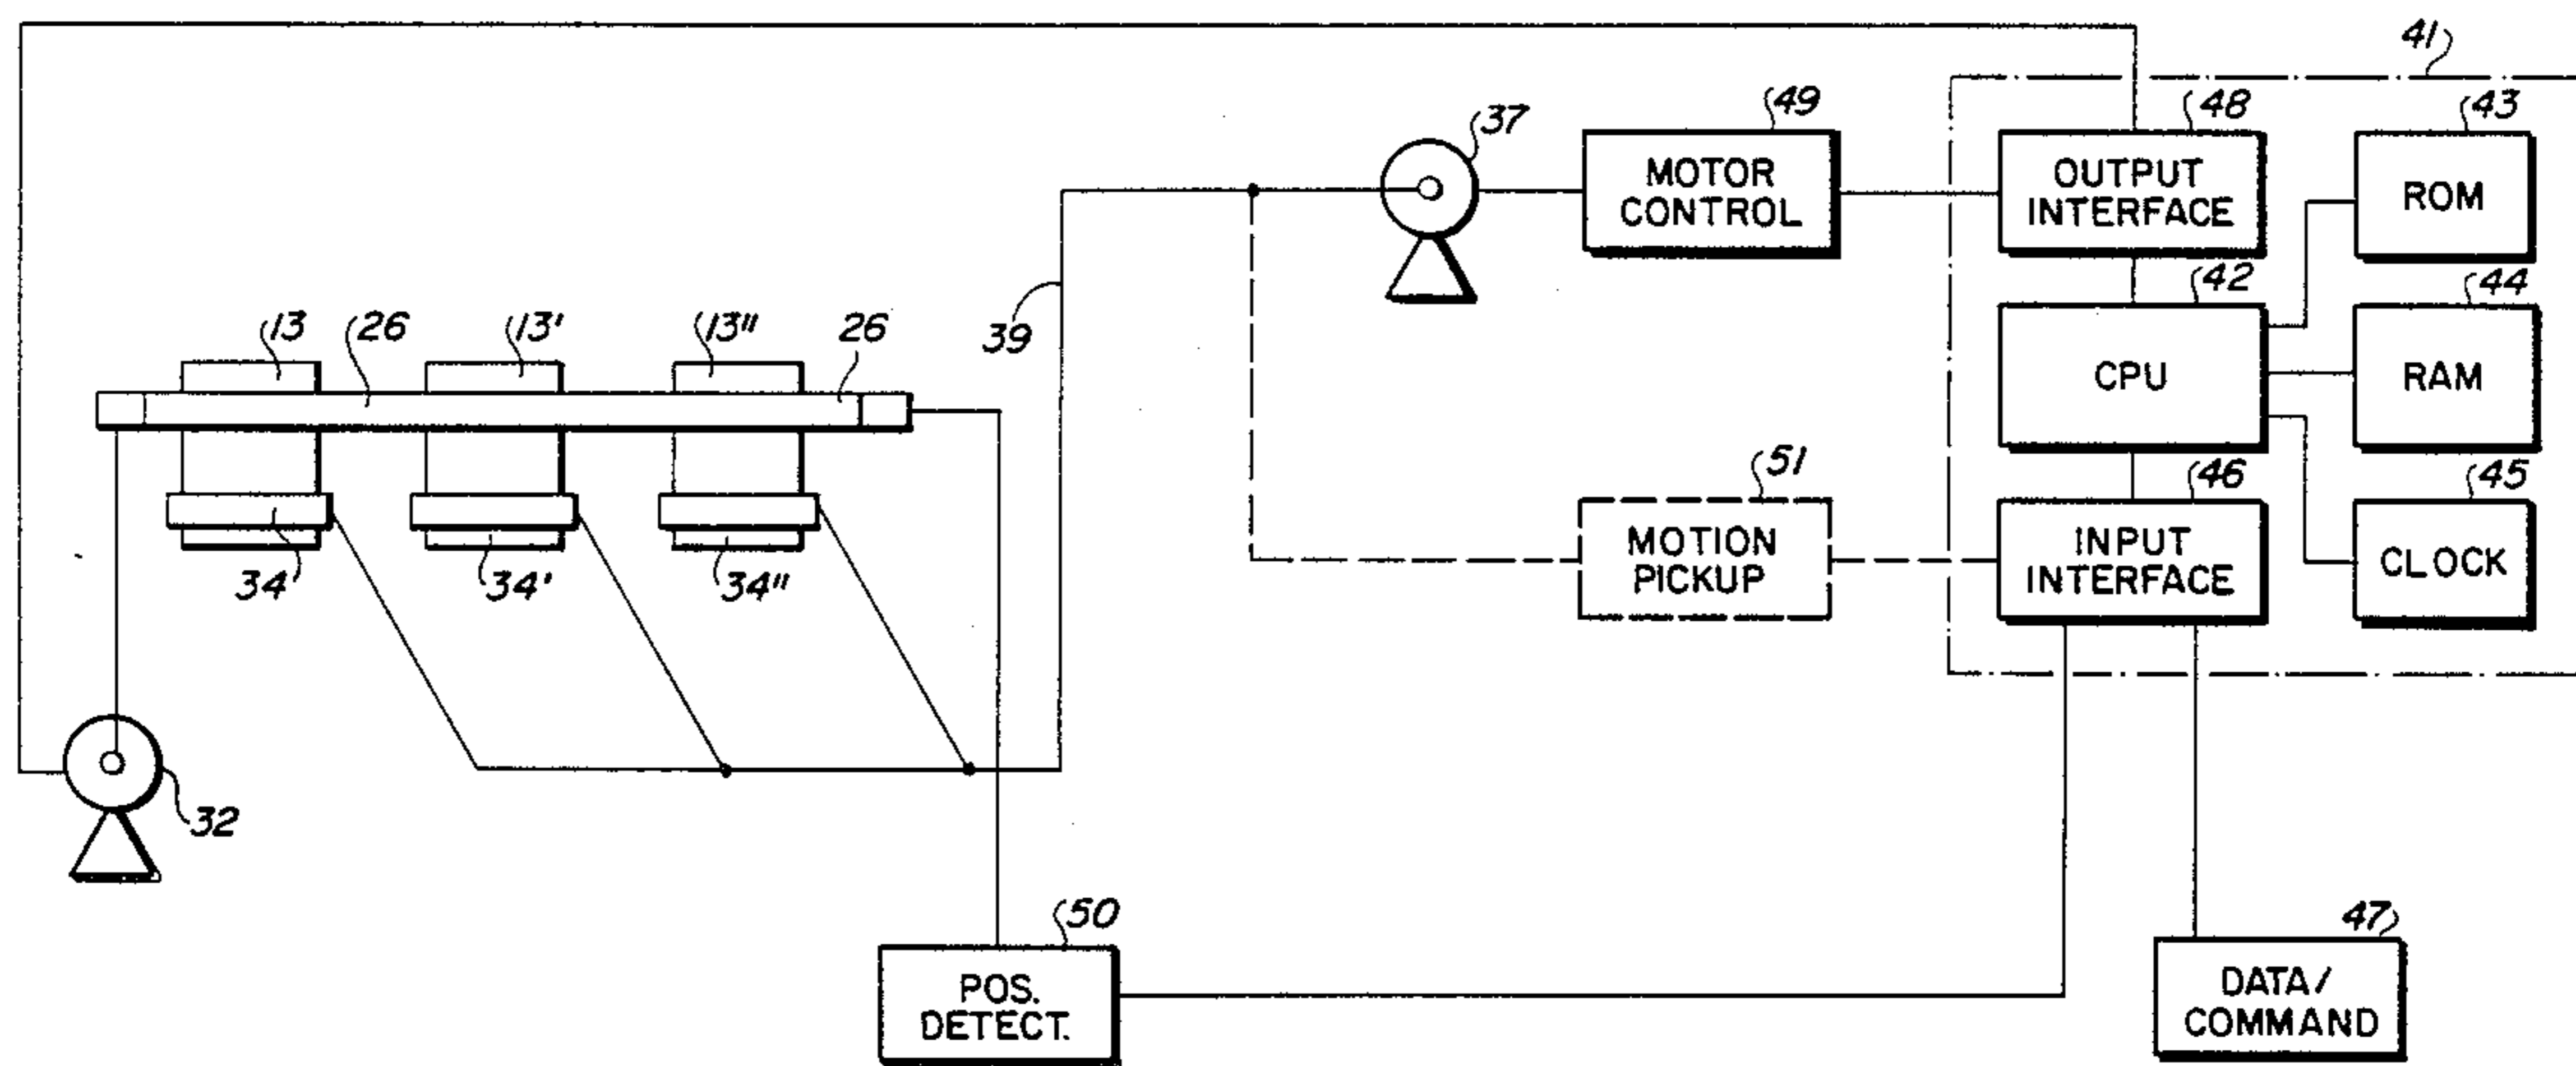 41
49
48
43
37
MOTOR
CONTROL
OUTPUT
INTERFACE
ROM
42
44
13
26
13'
13"
26
39
CPU
RAM
51
46
45
34
34'
34"
MOTION
PICKUP
INPUT
INTERFACE
CLOCK
32
50
47
POS.
DETECT.
DATA/
COMMAND